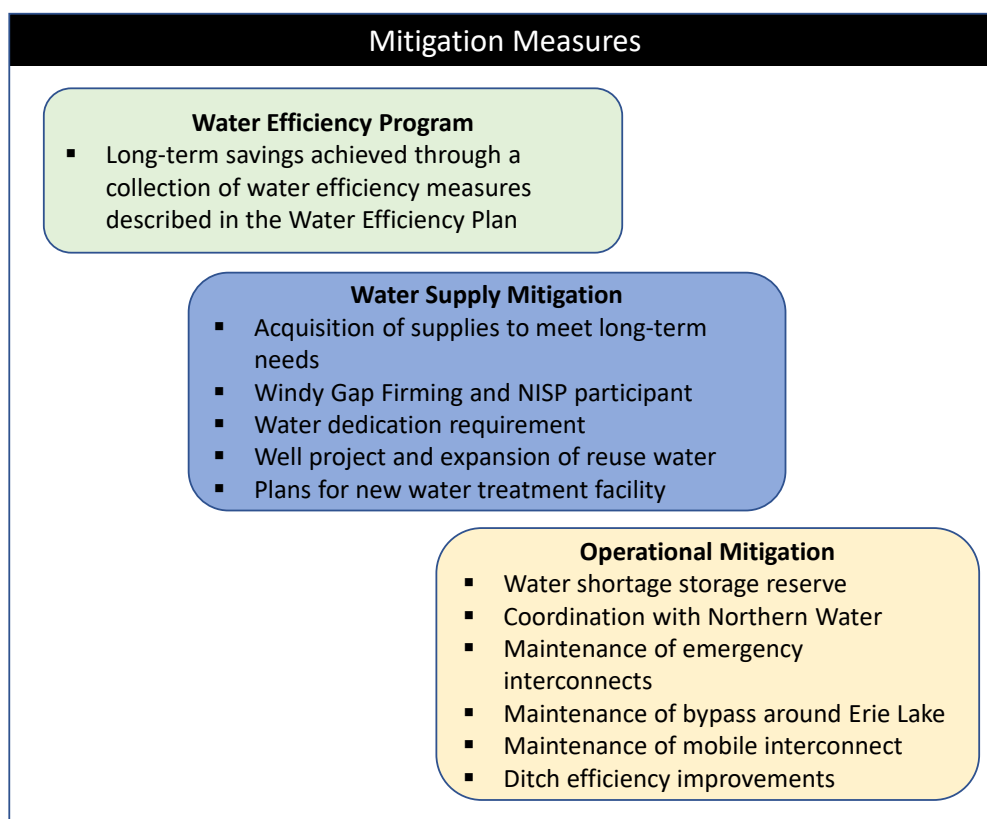 Mitigation Measures
Water Efficiency Program
▪ Long-term savings achieved through a
collection of water efficiency measures
described in the Water Efficiency Plan
Water Supply Mitigation
▪ Acquisition of supplies to meet long-term
needs
▪ Windy Gap Firming and NISP participant
▪ Water dedication requirement
▪ Well project and expansion of reuse water
▪ Plans for new water treatment facility
Operational Mitigation
▪ Water shortage storage reserve
▪ Coordination with Northern Water
▪ Maintenance of emergency
interconnects
▪ Maintenance of bypass around Erie Lake
▪ Maintenance of mobile interconnect
▪ Ditch efficiency improvements